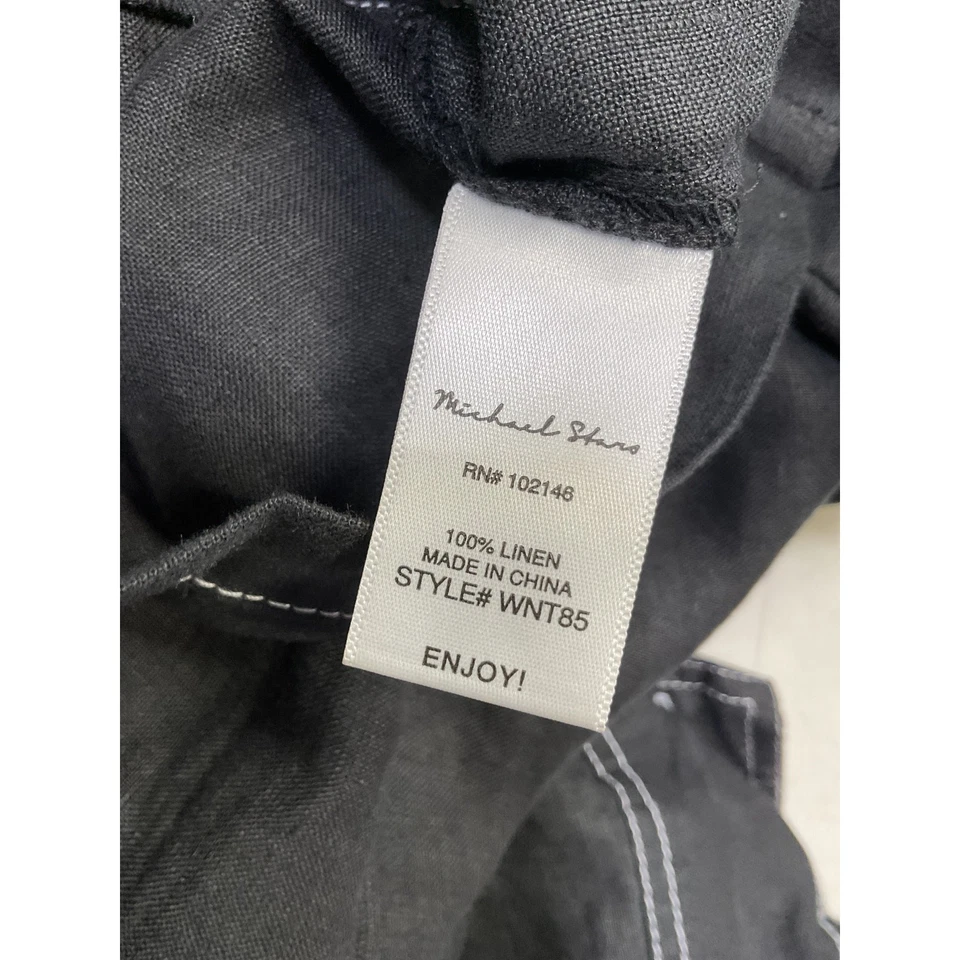 Michael Stars
RN# 102146
100% LINEN
MADE IN CHINA
STYLE# WNT85
ENJOY!